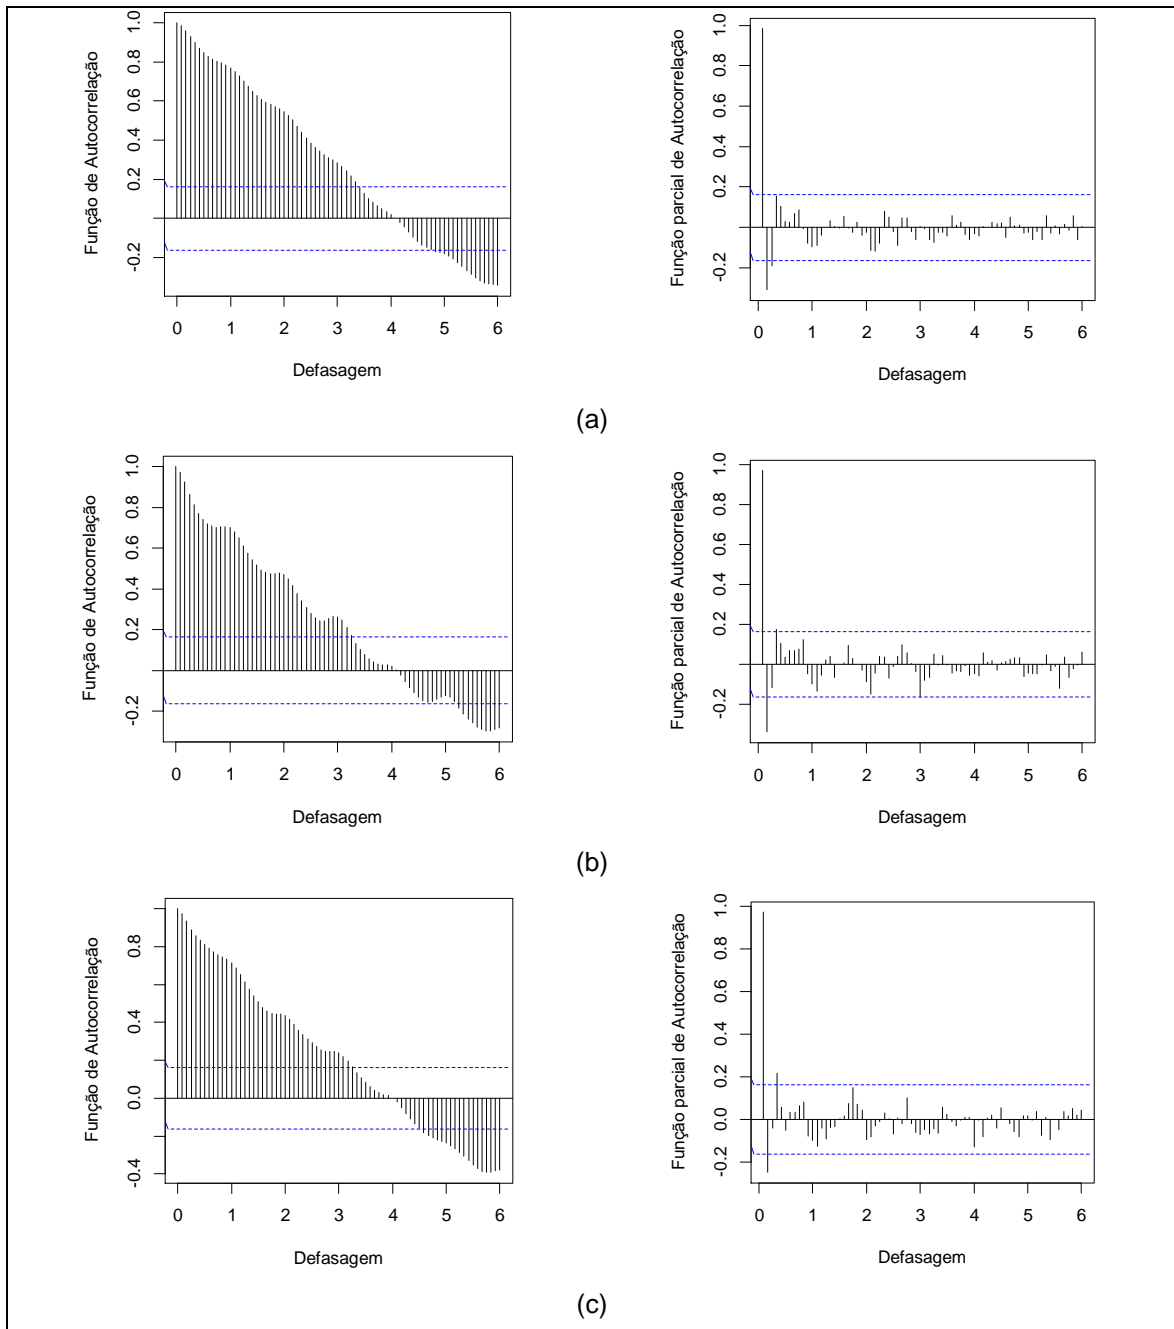 Função de Autocorrelação
-0.2 0.2 0.4 0.6 0.8 1.0
0 1 2 3 4 5 6
Defasagem
Função parcial de Autocorrelação
-0.2 0.0 0.2 0.4 0.6 0.8 1.0
0 1 2 3 4 5 6
Defasagem
(a)
Função de Autocorrelação
-0.2 0.2 0.4 0.6 0.8 1.0
0 1 2 3 4 5 6
Defasagem
Função parcial de Autocorrelação
-0.2 0.0 0.2 0.4 0.6 0.8 1.0
0 1 2 3 4 5 6
Defasagem
(b)
Função de Autocorrelação
-0.4 0.0 0.4 0.8
0 1 2 3 4 5 6
Defasagem
Função parcial de Autocorrelação
-0.2 0.0 0.2 0.4 0.6 0.8 1.0
0 1 2 3 4 5 6
Defasagem
(c)